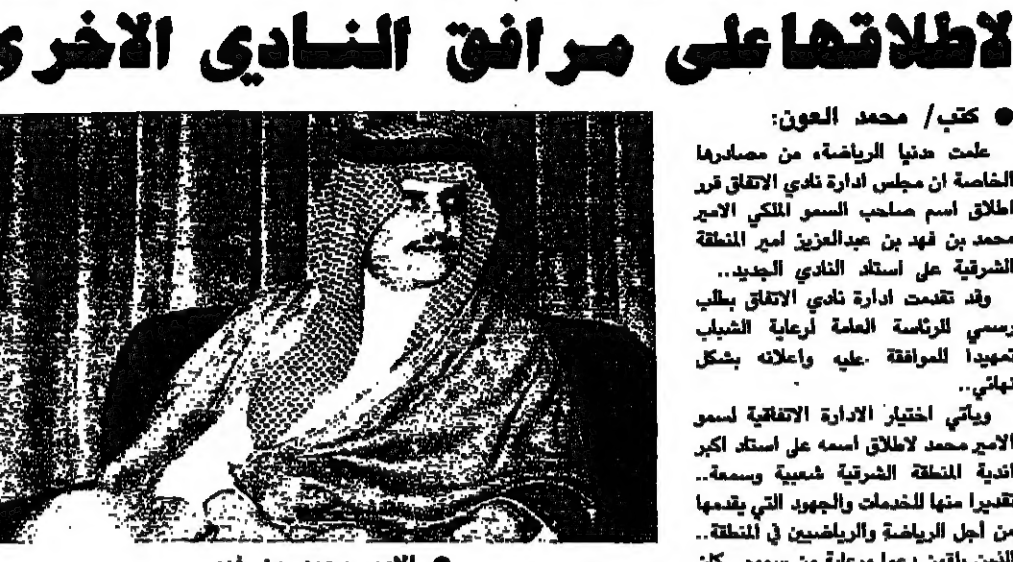 لاطلاقها على مرافق النادي الاخرى
● كتب/ محمد العون:
علمت «دنيا الرياضة» من مصادرها
الخاصة ان مجلس ادارة نادي الاتفاق قرر
اطلاق اسم صاحب السمو الملكي الامير
محمد بن فهد بن عبدالعزيز امير المنطقة
الشرقية على استاد النادي الجديد..
وقد تقدمت ادارة نادي الاتفاق بطلب
رسمي للرئاسة العامة لرعاية الشباب
تمهيدا للموافقة عليه واعلانه بشكل
نهائي..
ويأتي اختيار الادارة الاتفاقية لسمو
الامير محمد لاطلاق اسمه على استاد اكبر
اندية المنطقة الشرقية شعبية وسمعة..
تقديرا منها للخدمات والجهود التي يقدمها
من أجل الرياضة والرياضيين في المنطقة..
● الامير محمد بن فهد